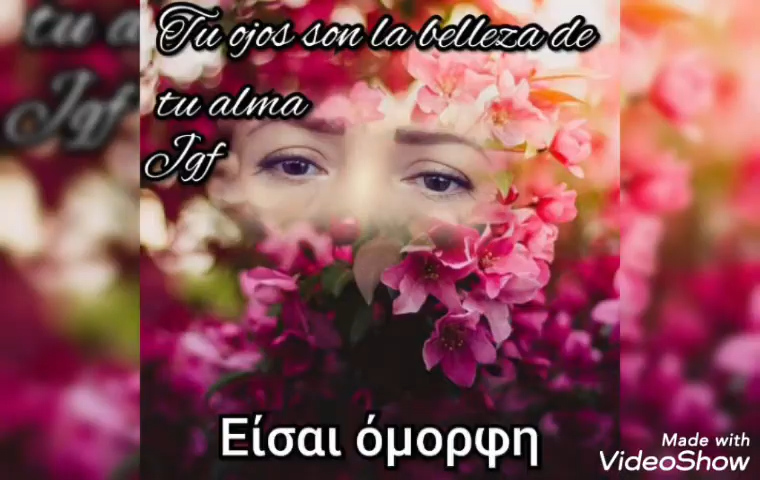 Tu ojos son la belleza de
tu alma
Jgf
Είσαι όμορφη
Made with
VideoShow